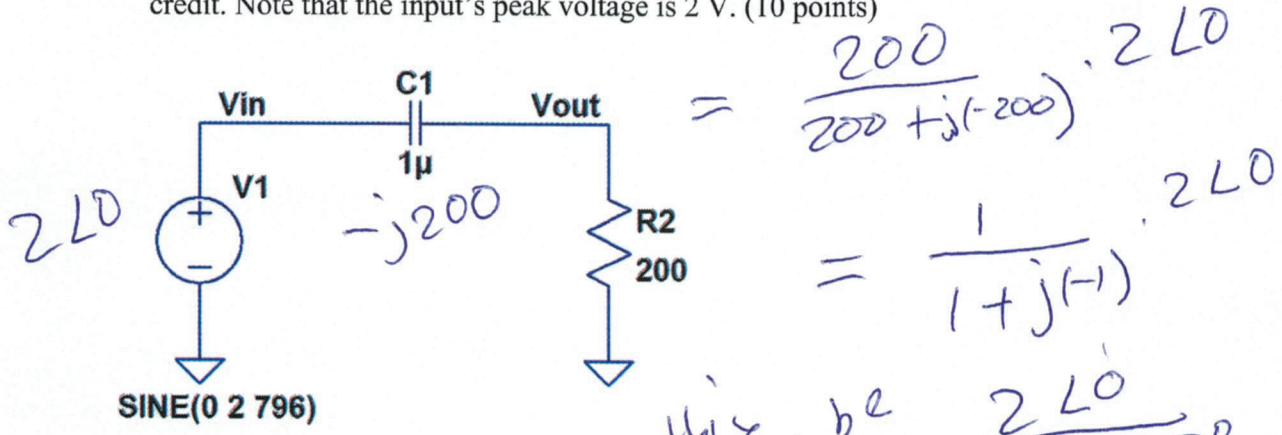 credit. Note that the input's peak voltage is 2 V. (10 points)
= 200 / (200 + j(-200)) · 2∠0
Vin
C1
Vout
1µ
V1
2∠0
-j200
R2
200
= 1 / (1 + j(-1)) · 2∠0
SINE(0 2 796)
be 2∠0